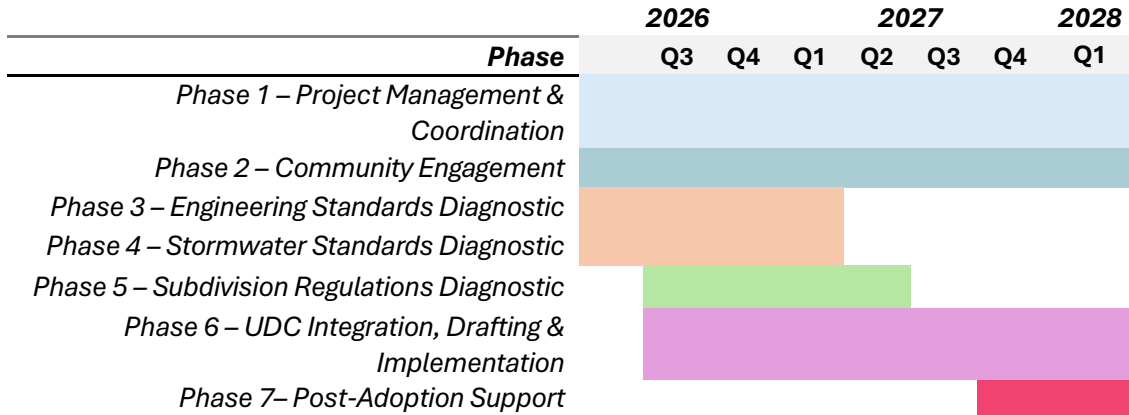 2026 2027 2028
Phase Q3 Q4 Q1 Q2 Q3 Q4 Q1
Phase 1 – Project Management &
Coordination
Phase 2 – Community Engagement
Phase 3 – Engineering Standards Diagnostic
Phase 4 – Stormwater Standards Diagnostic
Phase 5 – Subdivision Regulations Diagnostic
Phase 6 – UDC Integration, Drafting &
Implementation
Phase 7– Post-Adoption Support